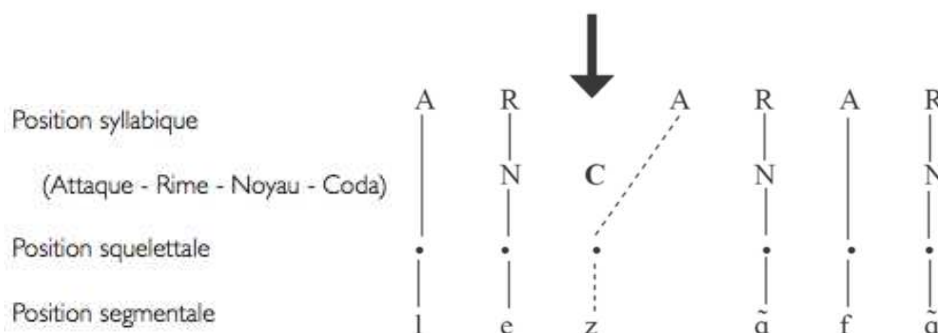 A R A R A R
Position syllabique
(Attaque - Rime - Noyau - Coda) N C N N
Position squelettale
Position segmentale l e z ɑ̃ f ɑ̃